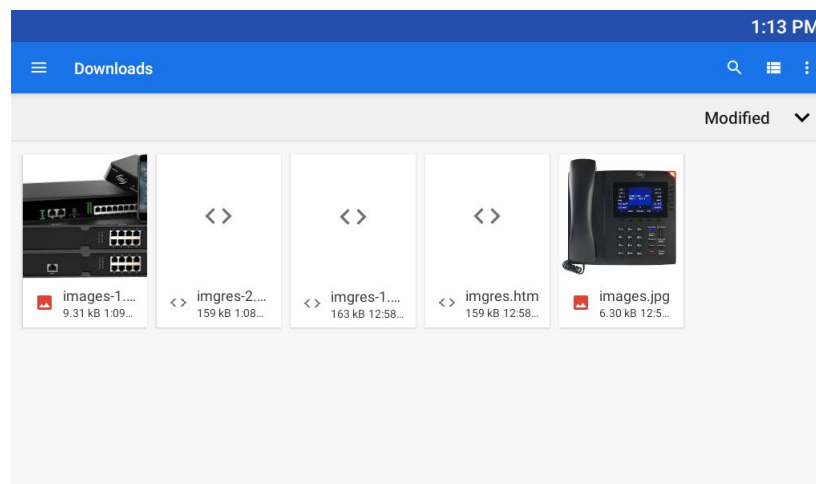 1:13 PM
Downloads
Modified
images-1....
9.31 kB 1:09...
imgres-2....
159 kB 1:08...
imgres-1....
163 kB 12:58...
imgres.htm
159 kB 12:58...
images.jpg
6.30 kB 12:5...